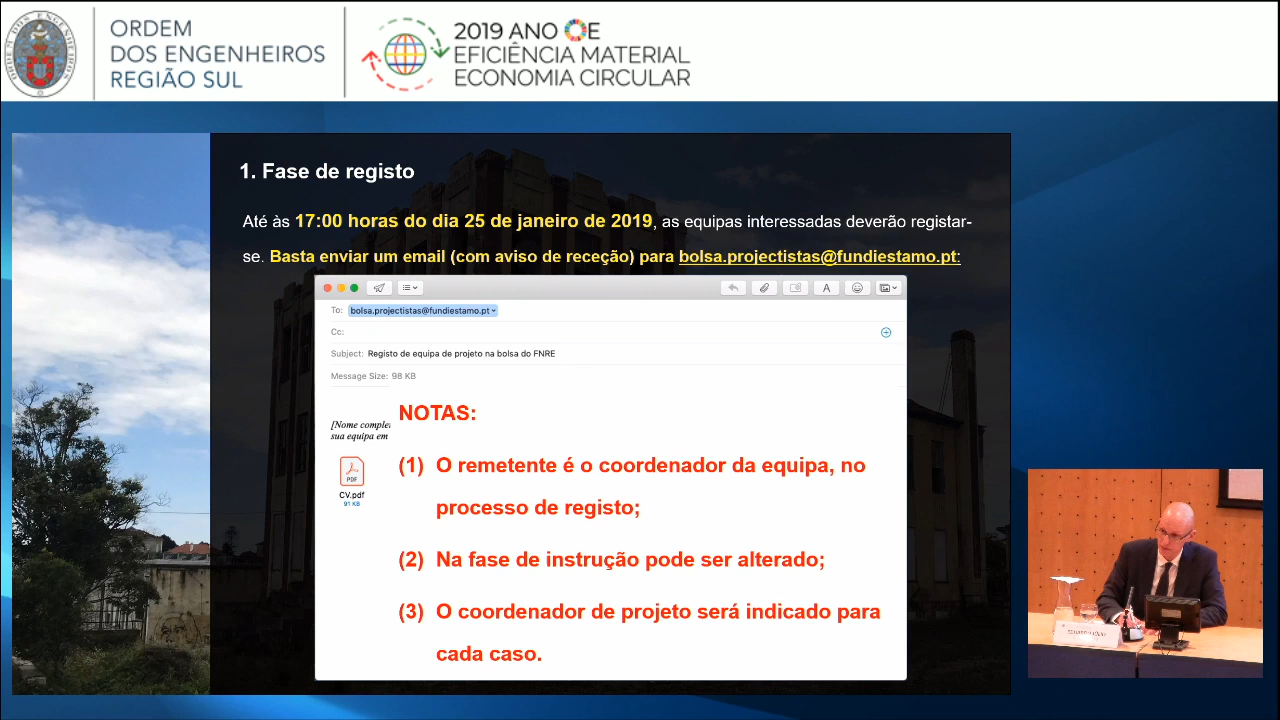 ORDEM
DOS ENGENHEIROS
REGIÃO SUL
2019 ANO OE
EFICIÊNCIA MATERIAL
ECONOMIA CIRCULAR
1. Fase de registo
Até às 17:00 horas do dia 25 de janeiro de 2019, as equipas interessadas deverão registar-
se. Basta enviar um email (com aviso de receção) para bolsa.projectistas@fundiestamo.pt:
To: bolsa.projectistas@fundiestamo.pt
Cc:
Subject: Registo de equipa de projeto na bolsa do FNRE
Message Size: 98 KB
NOTAS:
[Nome comple
sua equipa em
(1) O remetente é o coordenador da equipa, no
processo de registo;
PDF
CV.pdf
91 KB
(2) Na fase de instrução pode ser alterado;
(3) O coordenador de projeto será indicado para
cada caso.